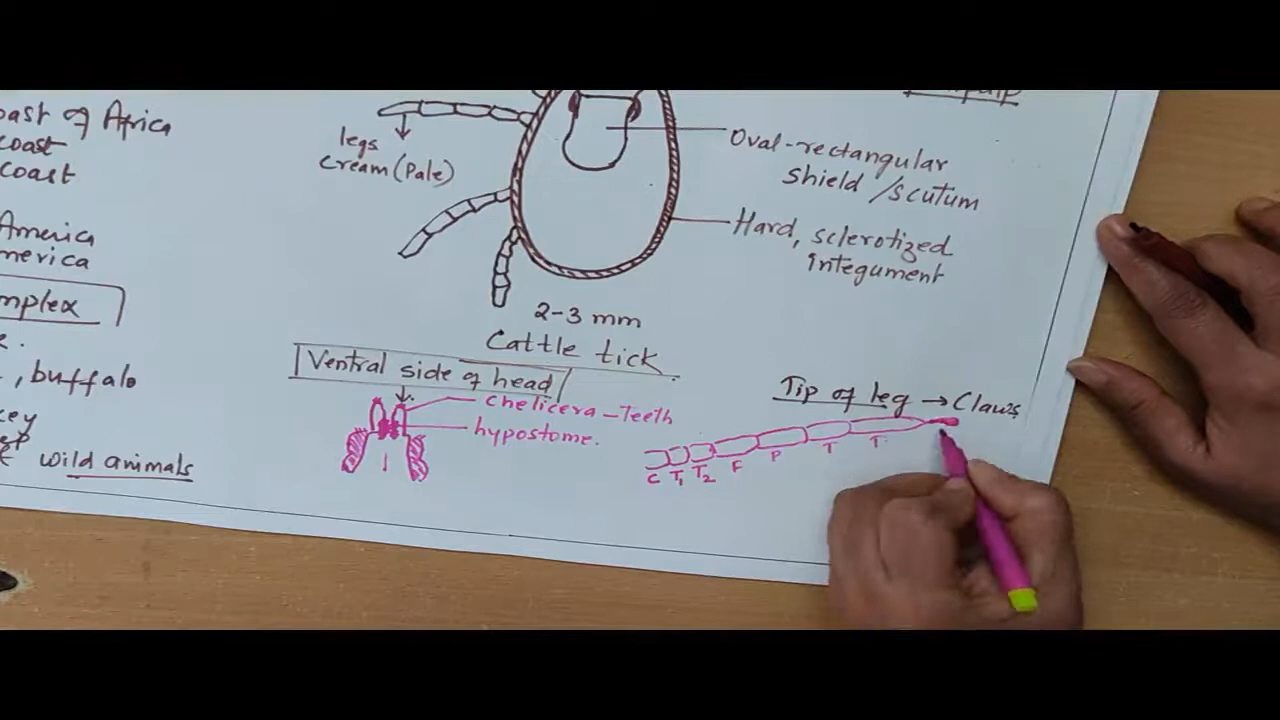 oast of Africa
coast
coast
America
merica
mplex
, buffalo
key
wild animals
legs
cream (Pale)
Oval-rectangular
shield/scutum
Hard, sclerotized
integument
2-3 mm
Cattle tick
Ventral side of head
chelicera-Teeth
hypostome.
Tip of leg → Claws
C T1 T2 F P T T